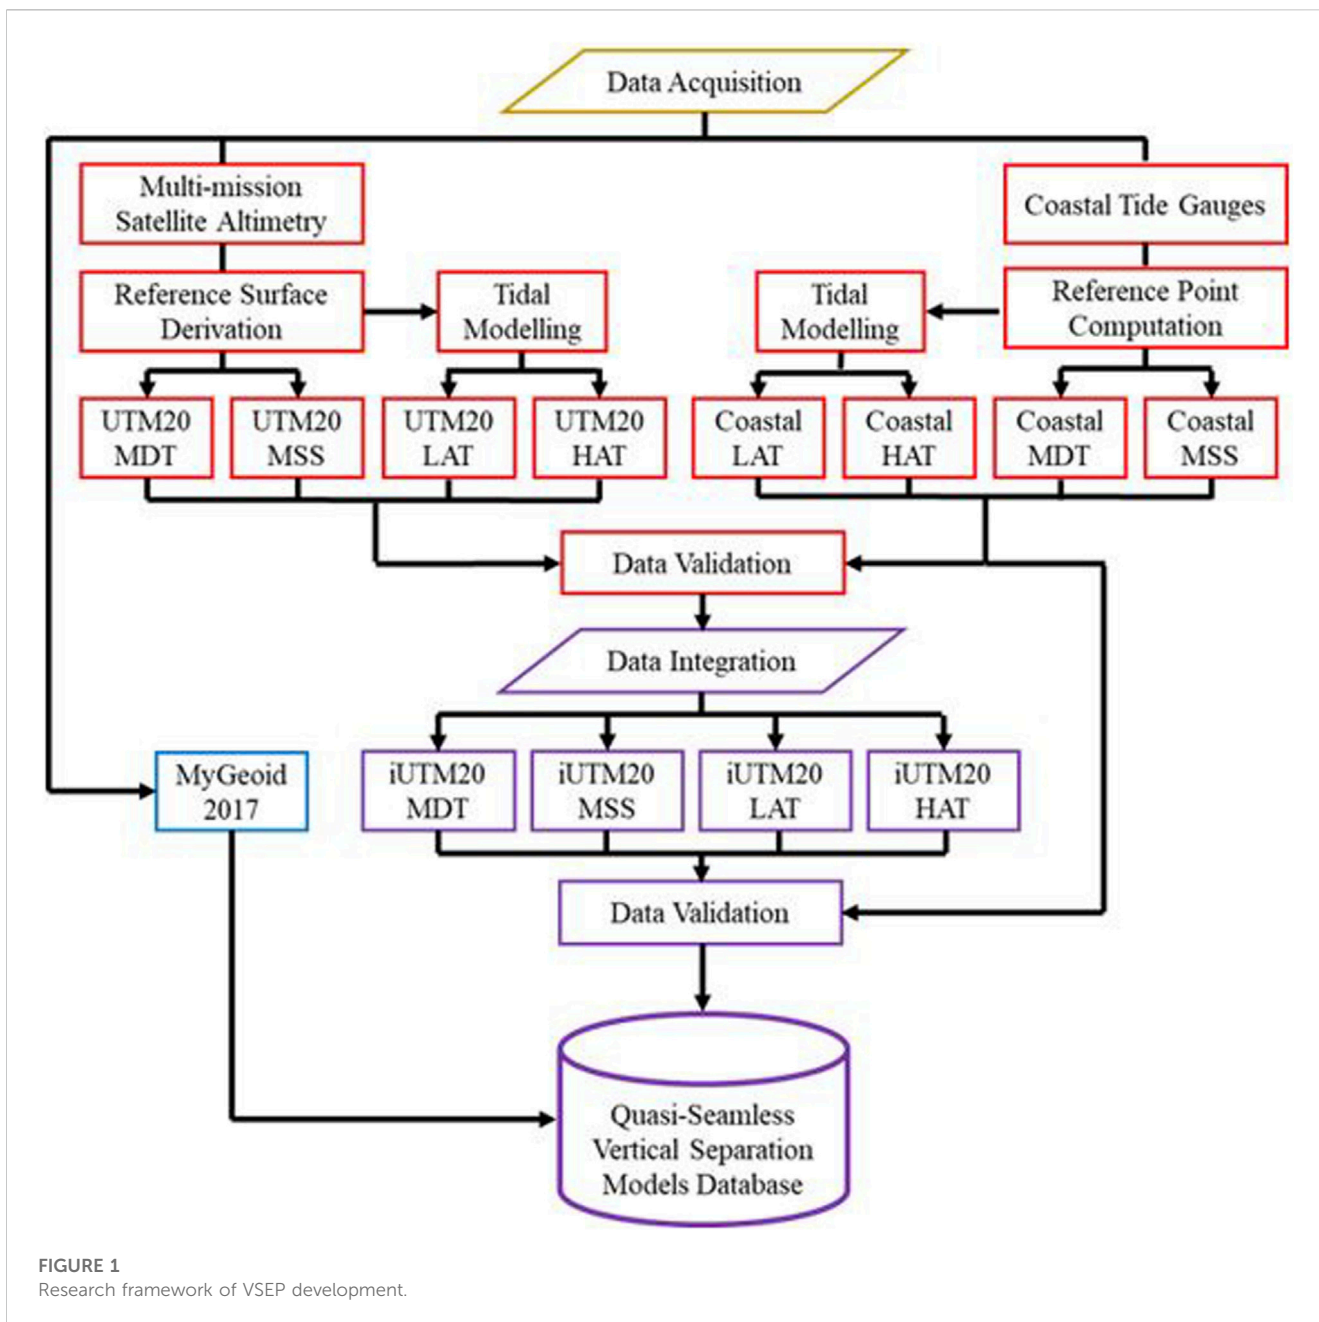 Data Acquisition
Multi-mission
Satellite Altimetry
Coastal Tide Gauges
Reference Surface
Derivation
Tidal
Modelling
Tidal
Modelling
Reference Point
Computation
UTM20
MDT
UTM20
MSS
UTM20
LAT
UTM20
HAT
Coastal
LAT
Coastal
HAT
Coastal
MDT
Coastal
MSS
Data Validation
Data Integration
MyGeoid
2017
iUTM20
MDT
iUTM20
MSS
iUTM20
LAT
iUTM20
HAT
Data Validation
Quasi-Seamless
Vertical Separation
Models Database
FIGURE 1
Research framework of VSEP development.